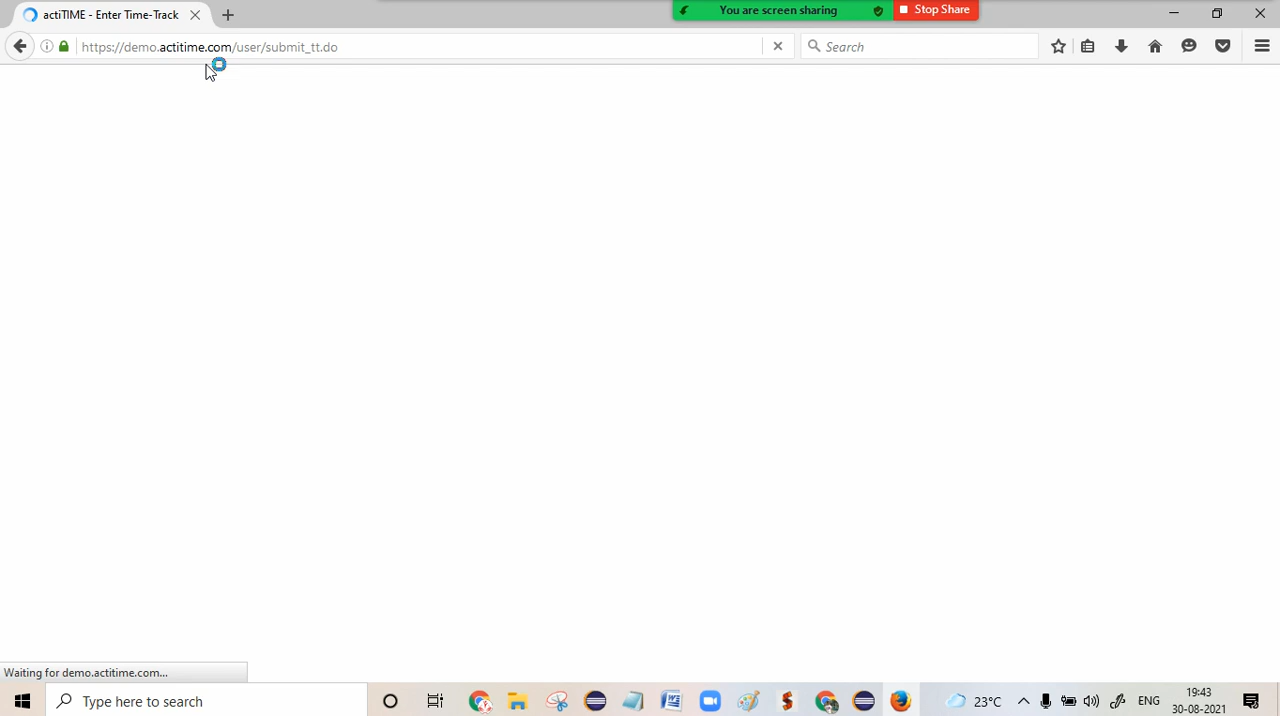 actiTIME - Enter Time-Track
You are screen sharing
Stop Share
https://demo.actitime.com/user/submit_tt.do
Search
Waiting for demo.actitime.com...
Type here to search
23°C
ENG
19:43
30-08-2021